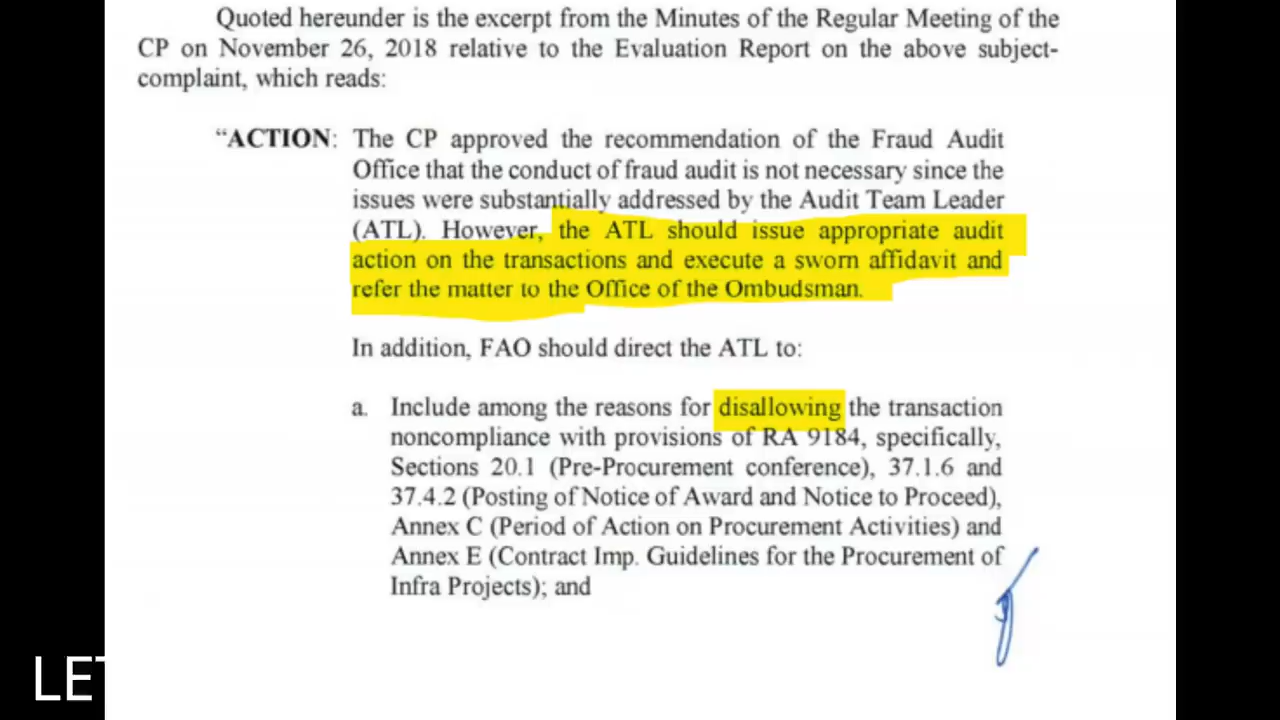 Quoted hereunder is the excerpt from the Minutes of the Regular Meeting of the
CP on November 26, 2018 relative to the Evaluation Report on the above subject-
complaint, which reads:
“ACTION: The CP approved the recommendation of the Fraud Audit
Office that the conduct of fraud audit is not necessary since the
issues were substantially addressed by the Audit Team Leader
(ATL). However, the ATL should issue appropriate audit
action on the transactions and execute a sworn affidavit and
refer the matter to the Office of the Ombudsman.
In addition, FAO should direct the ATL to:
a. Include among the reasons for disallowing the transaction
noncompliance with provisions of RA 9184, specifically,
Sections 20.1 (Pre-Procurement conference), 37.1.6 and
37.4.2 (Posting of Notice of Award and Notice to Proceed),
Annex C (Period of Action on Procurement Activities) and
Annex E (Contract Imp. Guidelines for the Procurement of
Infra Projects); and